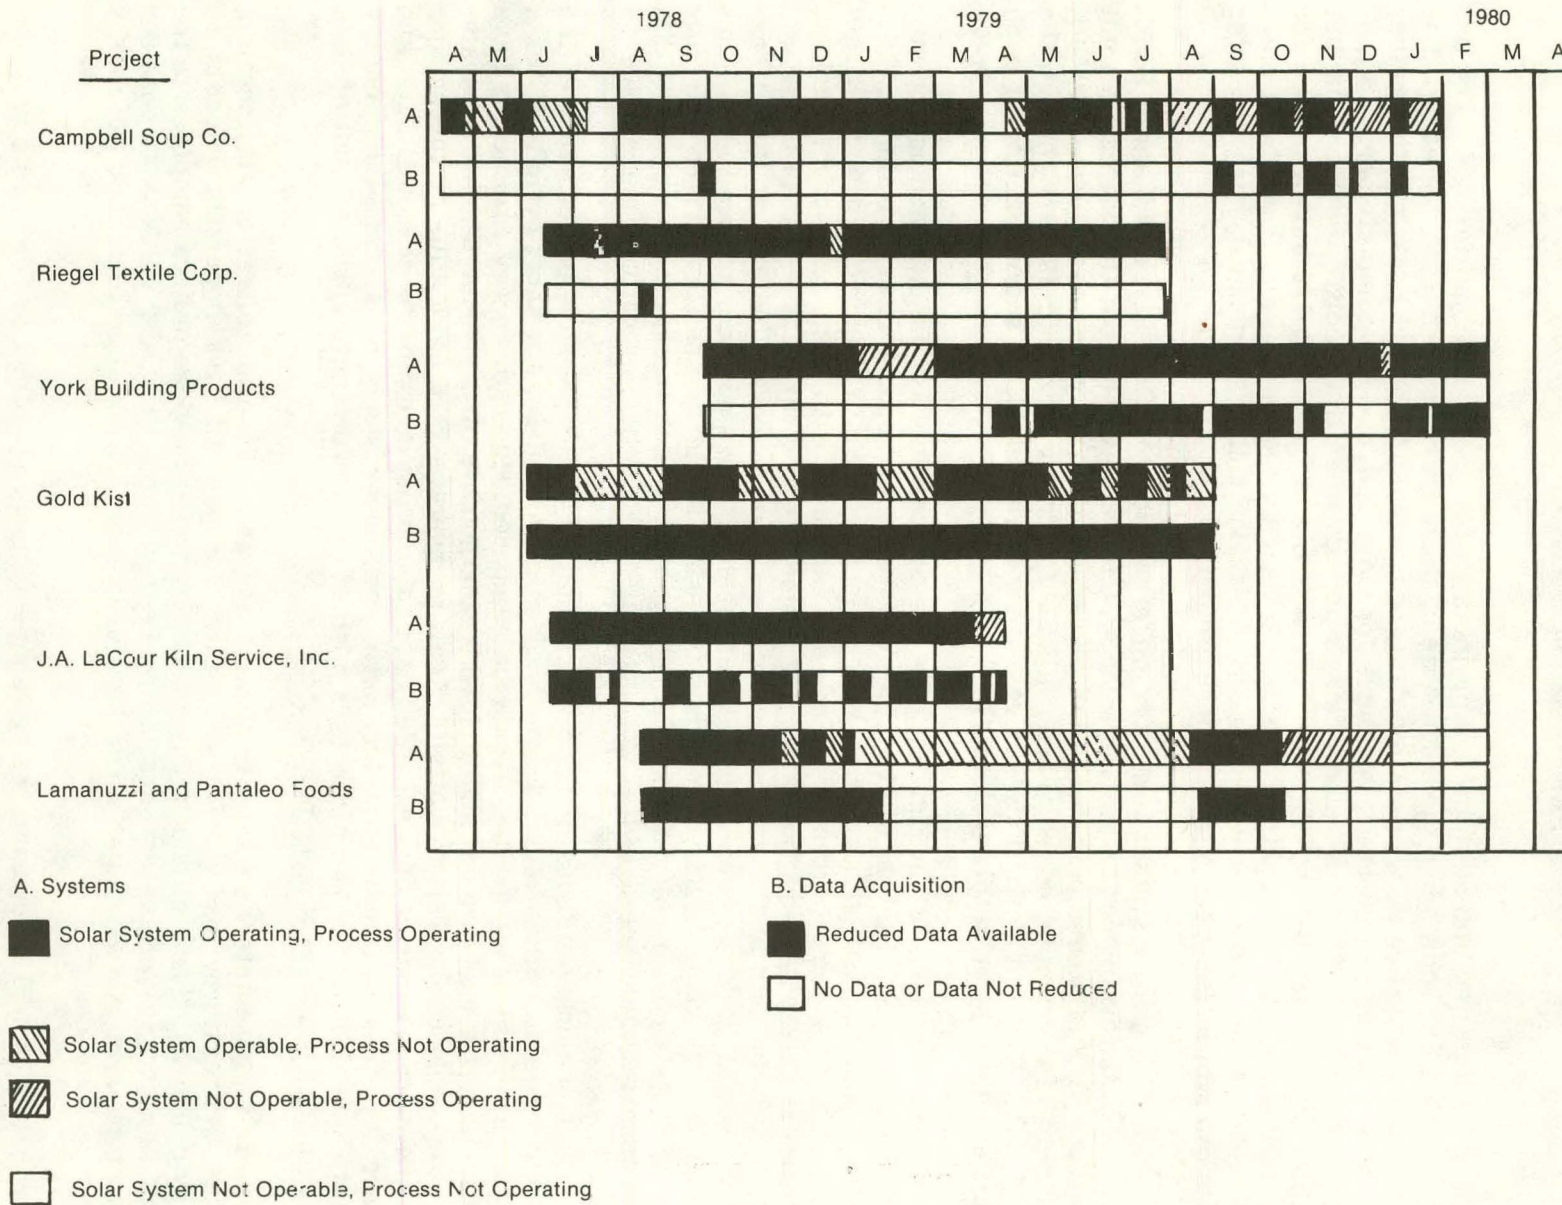 1978 1979 1980
Prcject A M J J A S O N D J F M A M J J A S O N D J F M A
A
Campbell Soup Co.
B
A
Riegel Textile Corp.
B
A
York Building Products
B
A
Gold Kist
B
A
J.A. LaCour Kiln Service, Inc.
B
A
Lamanuzzi and Pantaleo Foods
B
A. Systems B. Data Acquisition
Solar System Operating, Process Operating Reduced Data Available
No Data or Data Not Reduced
Solar System Operable, Process Not Operating
Solar System Not Operable, Process Operating
Solar System Not Operable, Process Not Operating